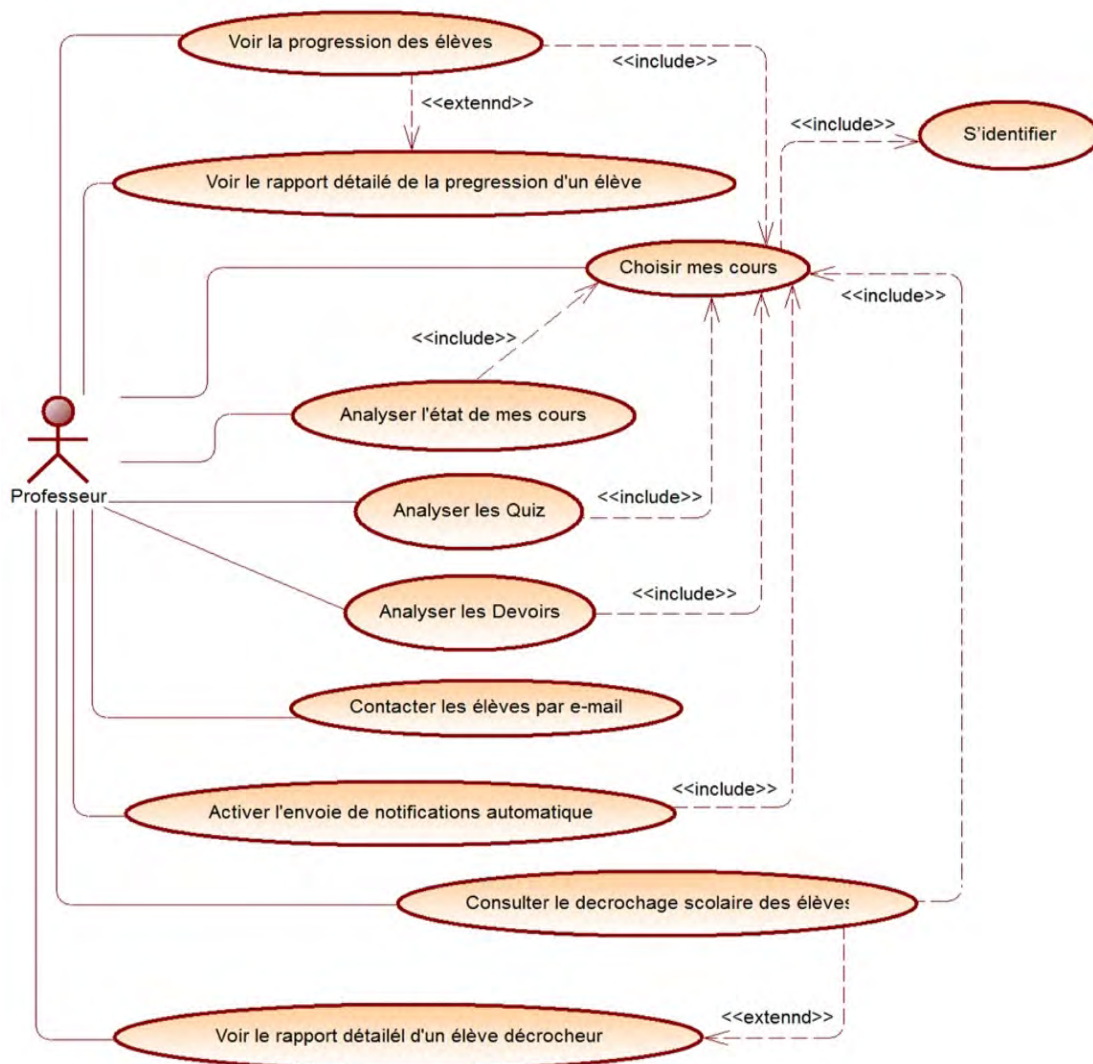 Voir la progression des élèves
<<include>>
<<extennd>>
<<include>>
S'identifier
Voir le rapport détailé de la pregression d'un élève
Choisir mes cours
<<include>>
<<include>>
Analyser l'état de mes cours
Professeur
<<include>>
Analyser les Quiz
<<include>>
Analyser les Devoirs
Contacter les élèves par e-mail
<<include>>
Activer l'envoie de notifications automatique
Consulter le decrochage scolaire des élèves
<<extennd>>
Voir le rapport détailél d'un élève décrocheur